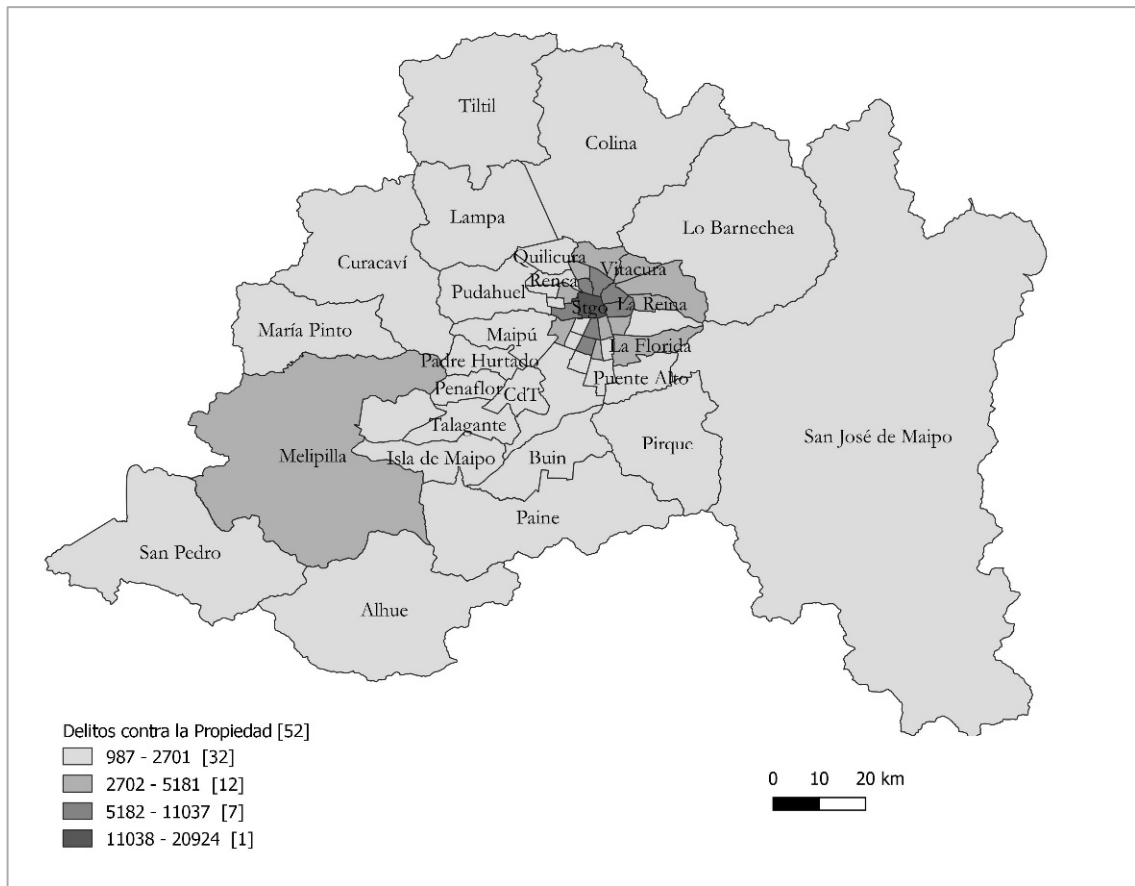 Tiltil
Colina
Lampa
Lo Barnechea
Quilicura
Vitacura
Curacaví
Renca
Pudahuel
Stgo
La Reina
María Pinto
Maipú
La Florida
Padre Hurtado
Puente Alto
Penaflor
CdT
Talagante
San José de Maipo
Pirque
Melipilla
Isla de Maipo
Buin
Paine
San Pedro
Alhue
Delitos contra la Propiedad [52]
987 - 2701 [32]
2702 - 5181 [12]
5182 - 11037 [7]
11038 - 20924 [1]
0 10 20 km